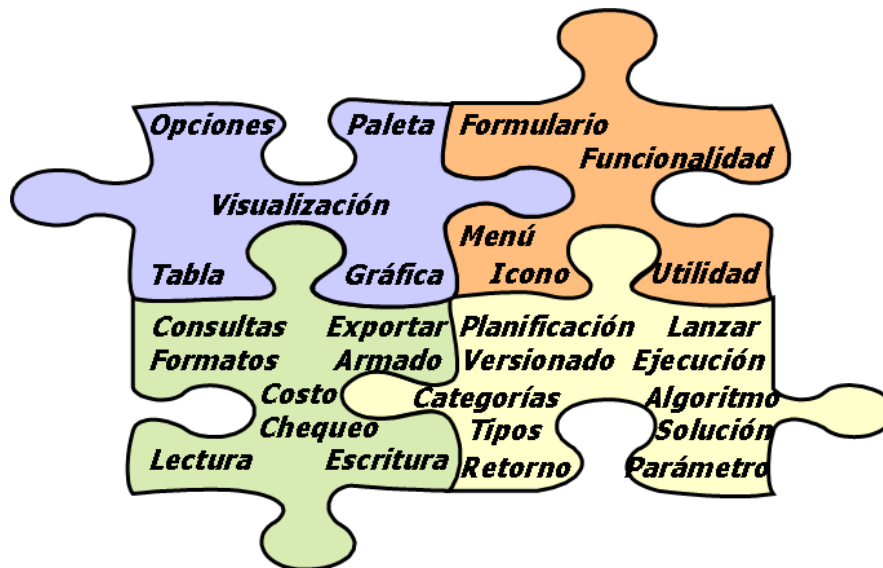 Opciones Paleta
Visualización
Tabla Gráfica
Formulario
Funcionalidad
Menú
Icono Utilidad
Consultas Exportar
Formatos Armado
Costo
Chequeo
Lectura Escritura
Planificación Lanzar
Versionado Ejecución
Categorías Algoritmo
Tipos Solución
Retorno Parámetro